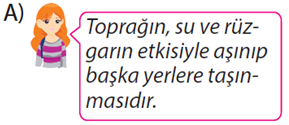 A)
Toprağın, su ve rüz-
garın etkisiyle aşınıp
başka yerlere taşın-
masıdır.